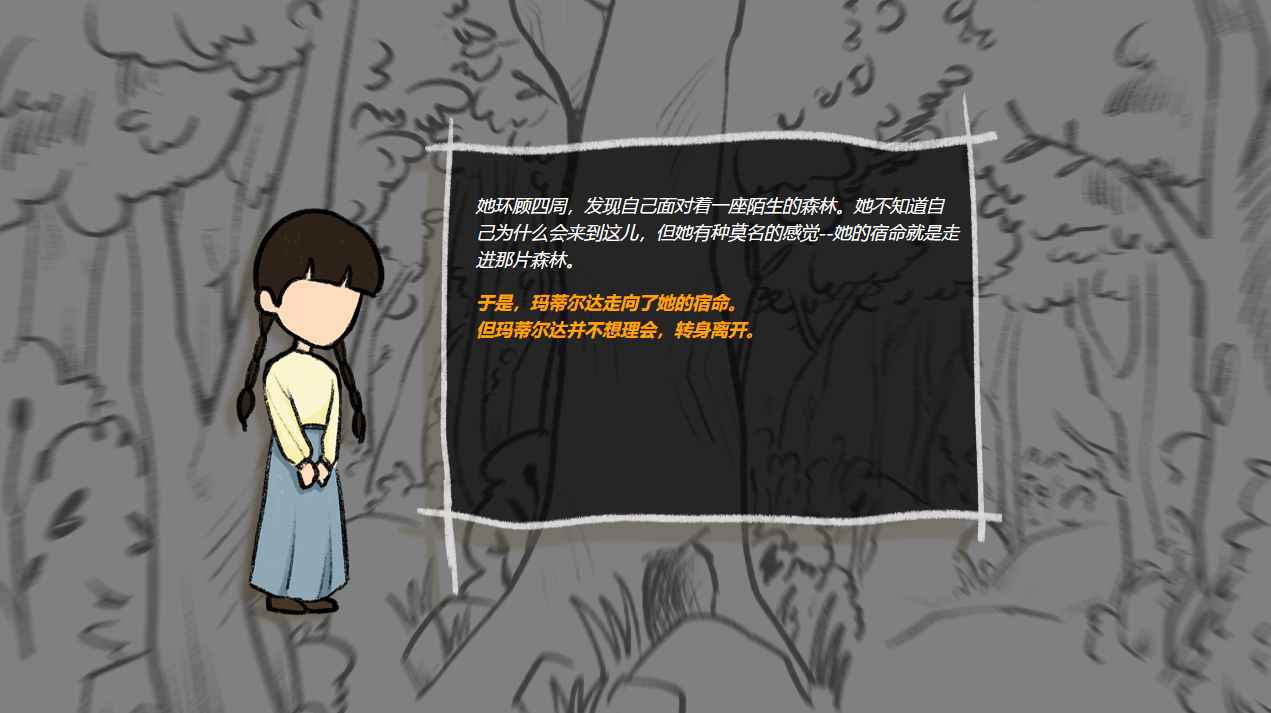 她环顾四周，发现自己面对着一座陌生的森林。她不知道自
己为什么会来到这儿，但她有种莫名的感觉--她的宿命就是走
进那片森林。
于是，玛蒂尔达走向了她的宿命。
但玛蒂尔达并不想理会，转身离开。